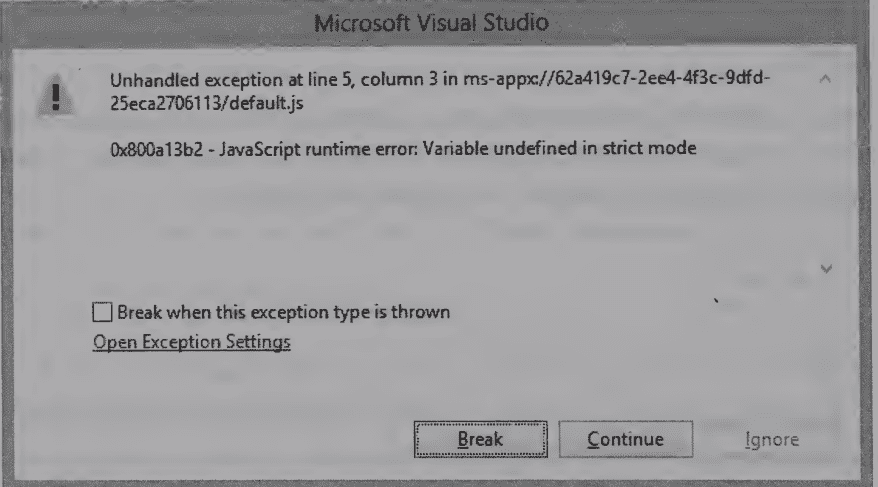 Microsoft Visual Studio
Unhandled exception at line 5, column 3 in ms-appx://62a419c7-2ee4-4f3c-9dfd-
25eca2706113/default.js
0x800a13b2 - JavaScript runtime error: Variable undefined in strict mode
Break when this exception type is thrown
Open Exception Settings
Break
Continue
Ignore